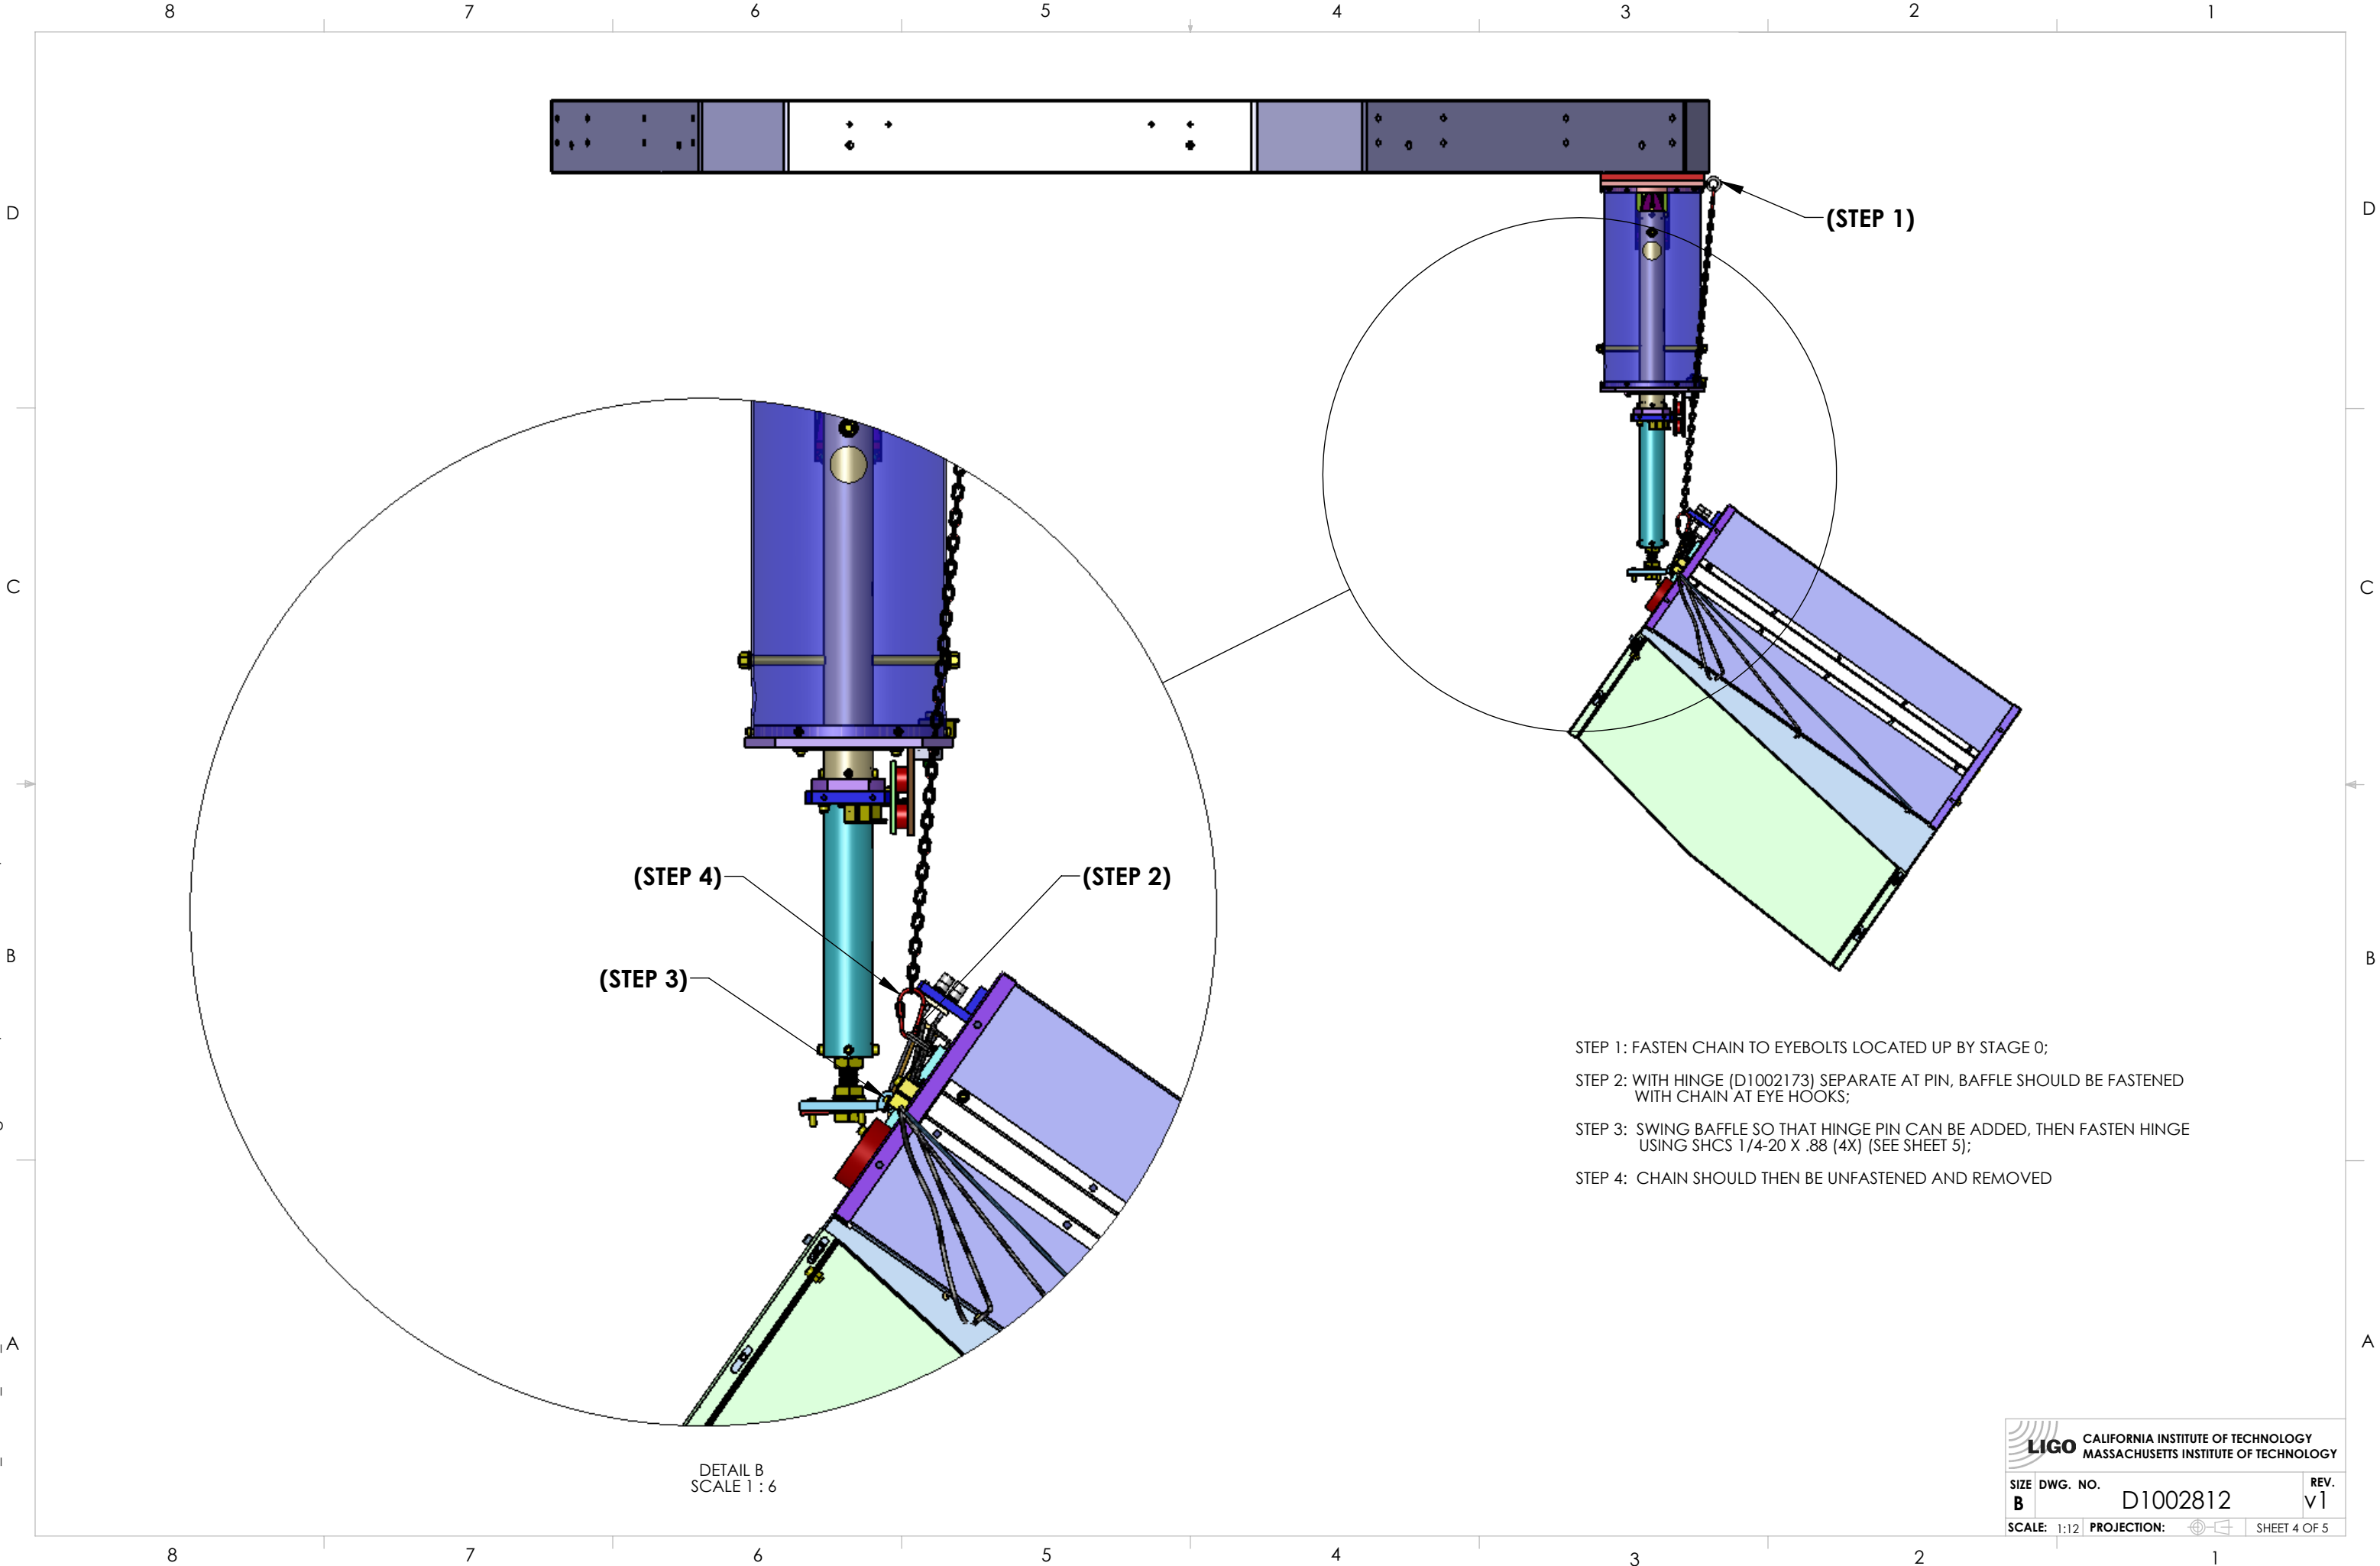 8 7 6 5 4 3 2 1
D D
(STEP 1)
C C
(STEP 4) (STEP 2)
B B
(STEP 3)
STEP 1: FASTEN CHAIN TO EYEBOLTS LOCATED UP BY STAGE 0;
STEP 2: WITH HINGE (D1002173) SEPARATE AT PIN, BAFFLE SHOULD BE FASTENED
WITH CHAIN AT EYE HOOKS;
STEP 3: SWING BAFFLE SO THAT HINGE PIN CAN BE ADDED, THEN FASTEN HINGE
USING SHCS 1/4-20 X .88 (4X) (SEE SHEET 5);
STEP 4: CHAIN SHOULD THEN BE UNFASTENED AND REMOVED
A A
DETAIL B
SCALE 1 : 6
LIGO
CALIFORNIA INSTITUTE OF TECHNOLOGY
MASSACHUSETTS INSTITUTE OF TECHNOLOGY
SIZE DWG. NO. REV.
B D1002812 v1
SCALE: 1:12 PROJECTION: SHEET 4 OF 5
8 7 6 5 4 3 2 1